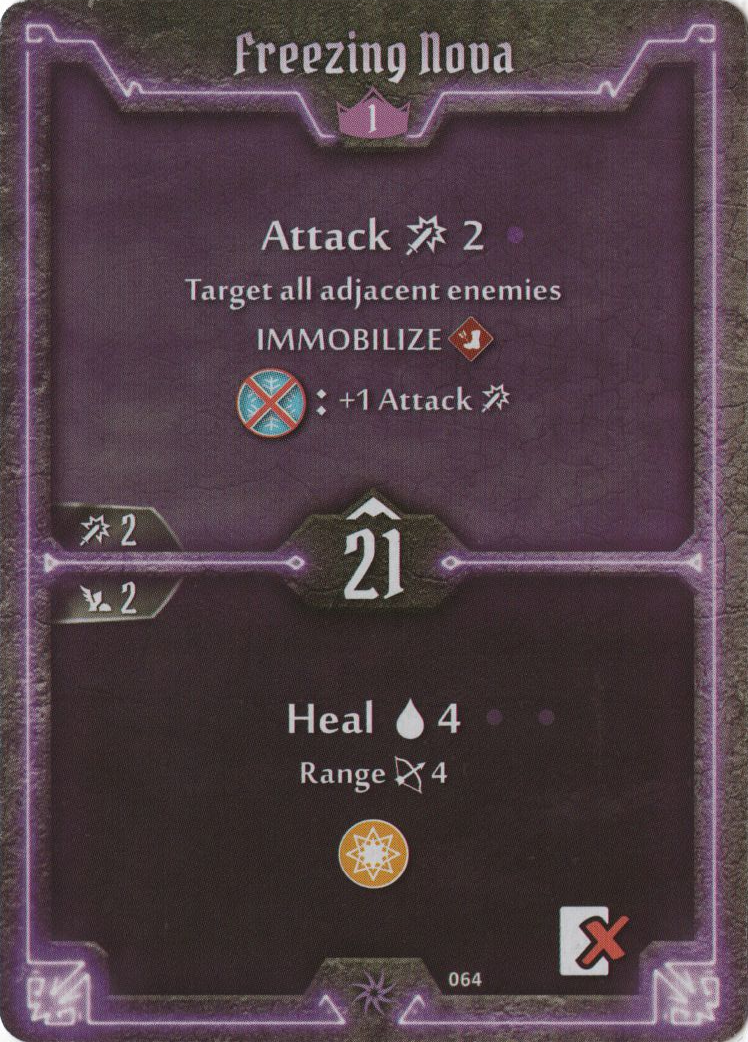 Freezing Nova
1
Attack 2
Target all adjacent enemies
IMMOBILIZE
: +1 Attack
2
21
2
Heal 4
Range 4
064